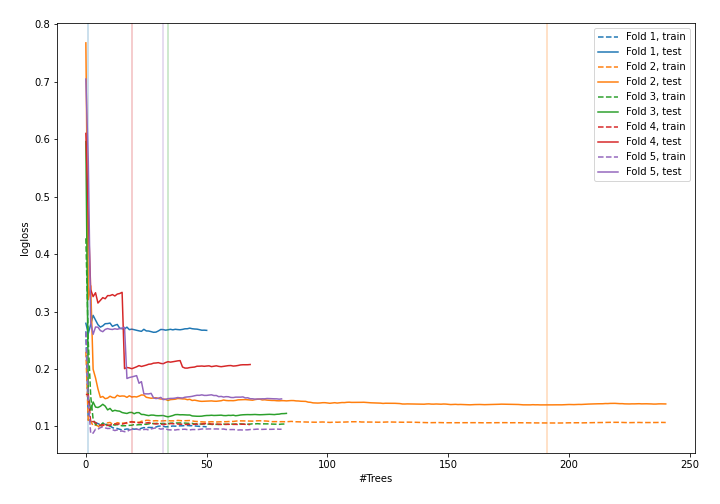 0.8
0.7
0.6
0.5
0.4
0.3
0.2
0.1
logloss
0
50
100
150
200
250
#Trees
Fold 1, train
Fold 1, test
Fold 2, train
Fold 2, test
Fold 3, train
Fold 3, test
Fold 4, train
Fold 4, test
Fold 5, train
Fold 5, test